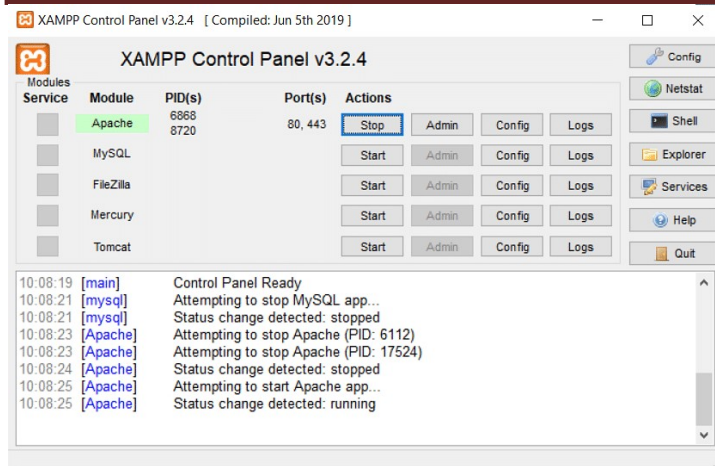 XAMPP Control Panel v3.2.4 [ Compiled: Jun 5th 2019 ]
XAMPP Control Panel v3.2.4
Config
Modules
Service Module PID(s) Port(s) Actions
Netstat
Apache 6868 8720 80, 443 Stop Admin Config Logs
Shell
MySQL Start Admin Config Logs
Explorer
FileZilla Start Admin Config Logs
Services
Mercury Start Admin Config Logs
Help
Tomcat Start Admin Config Logs
Quit
10:08:19 [main] Control Panel Ready
10:08:21 [mysql] Attempting to stop MySQL app...
10:08:21 [mysql] Status change detected: stopped
10:08:23 [Apache] Attempting to stop Apache (PID: 6112)
10:08:23 [Apache] Attempting to stop Apache (PID: 17524)
10:08:24 [Apache] Status change detected: stopped
10:08:25 [Apache] Attempting to start Apache app...
10:08:25 [Apache] Status change detected: running